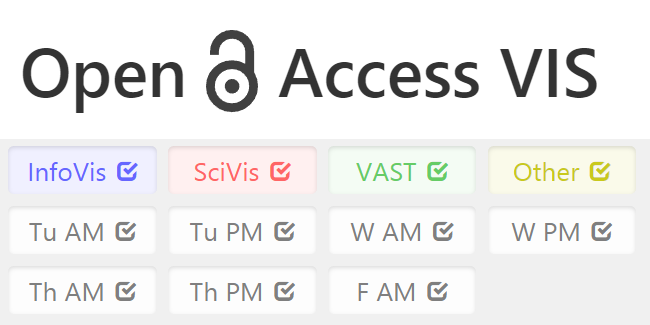 Open Access VIS
InfoVis SciVis VAST Other
Tu AM Tu PM W AM W PM
Th AM Th PM F AM